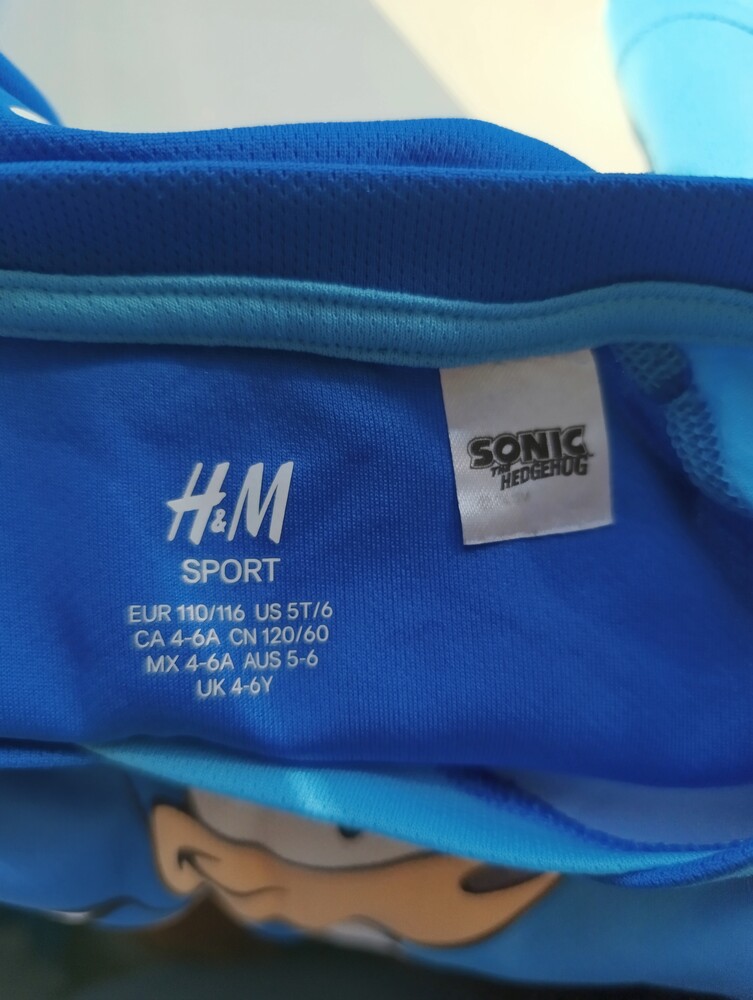 H&M
SPORT
EUR 110/116 US 5T/6
CA 4-6A CN 120/60
MX 4-6A AUS 5-6
UK 4-6Y
SONIC
THE
HEDGEHOG